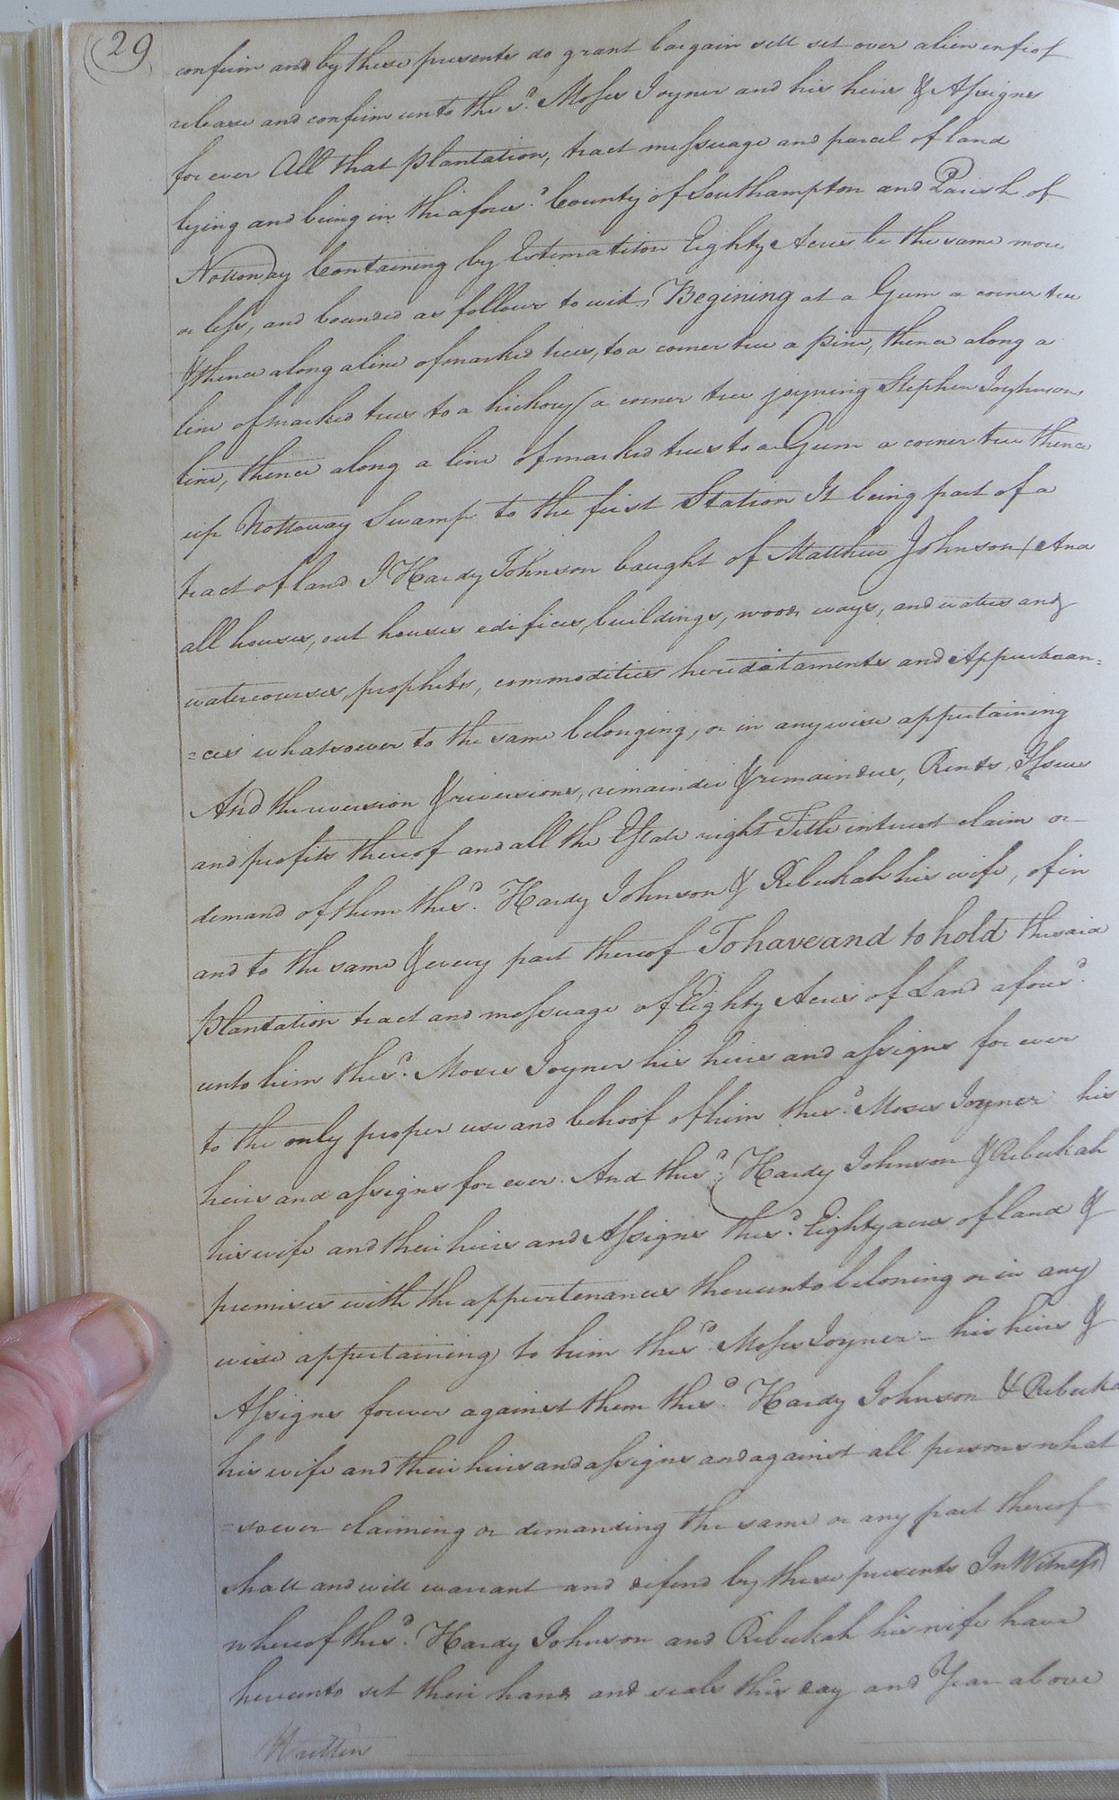 29
confirm and by these presents do grant bargain sell set over alien enfeof
release and confirm unto the sd. Moses Joyner and his heirs & Assigns
for ever All that plantation, tract messuage and parcel of land
lying and being in the afores.d County of Southampton and Parish of
Nottoway Containing by Estimation Eighty Acres be the same more
or less, and bounded as follows to wit, Begining at a Gum a corner tree
& thence along a line of marked trees, to a corner tree a pine, thence along a
line of marked trees to a hickory a corner tree joyning Stephen Johnsons
line, thence along a line of marked trees to a Gum a corner tree thence
up Nottoway Swamp to the first Station It being part of a
tract of land I Hardy Johnson baught of Matthew Johnson And
all houses, out houses edifices, buildings, woods ways, and waters and
watercourses, prophits, commodities hereditaments and Appurtenan=
=ces whatsoever to the same belonging, or in anywise appertaining
And the reversion & reversions, remainder & remainders, Rents Issues
and profits thereof and all the Estate right Title interest claim or
demand of them the s.d Hardy Johnson & Rebekah his wife, of in
and to the same & every part thereof To have and to hold the said
plantation tract and messuage of Eighty Acres of Land afores.d
unto him the s.d Moses Joyner his heirs and assigns for ever
to the only proper use and behoof of him the s.d Moses Joyner his
heirs and assigns for ever. And the s.d Hardy Johnson & Rebekah
his wife and their heirs and Assigns the s.d Eighty acres of land &
premises with the appurtenances thereunto beloning or in any
wise appertaining to him the s.d Moses Joyner - his heirs &
Assigns forever against them the s.d Hardy Johnson & Rebeka
his wife and their heirs and assigns and against all persons what
=soever claiming or demanding the same or any part thereof
shall and will warrant and defend by these presents In Witness
whereof the s.d Hardy Johnson and Rebekah his wife have
hereunto set their hands and seals this day and Year above
Written